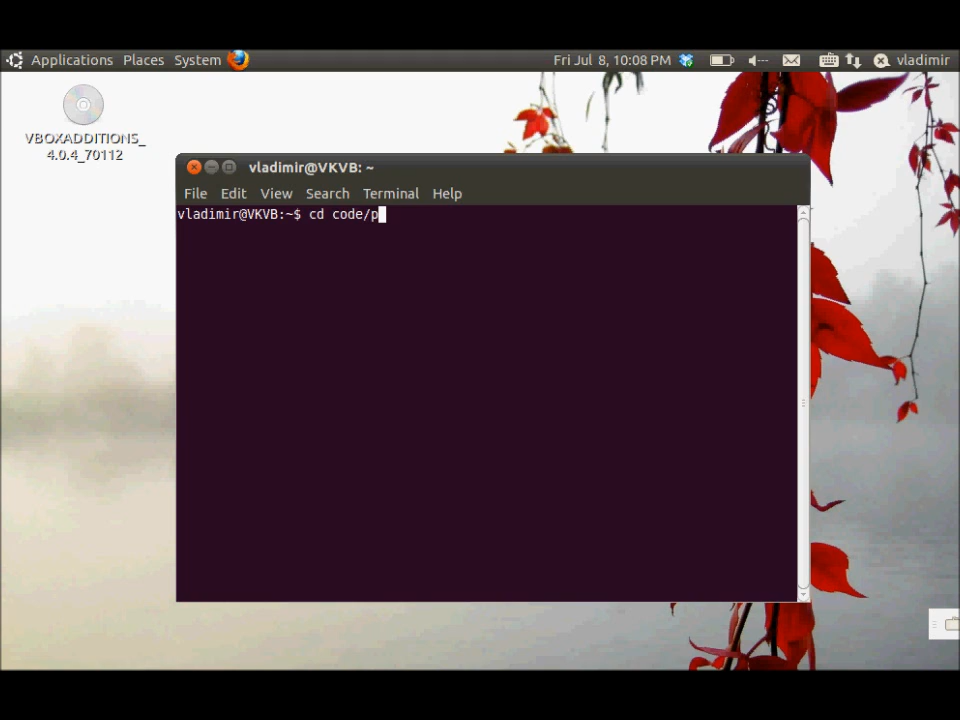 Applications Places System
Fri Jul 8, 10:08 PM
vladimir
VBOXADDITIONS_
4.0.4_70112
vladimir@VKVB: ~
File Edit View Search Terminal Help
vladimir@VKVB:~$ cd code/p